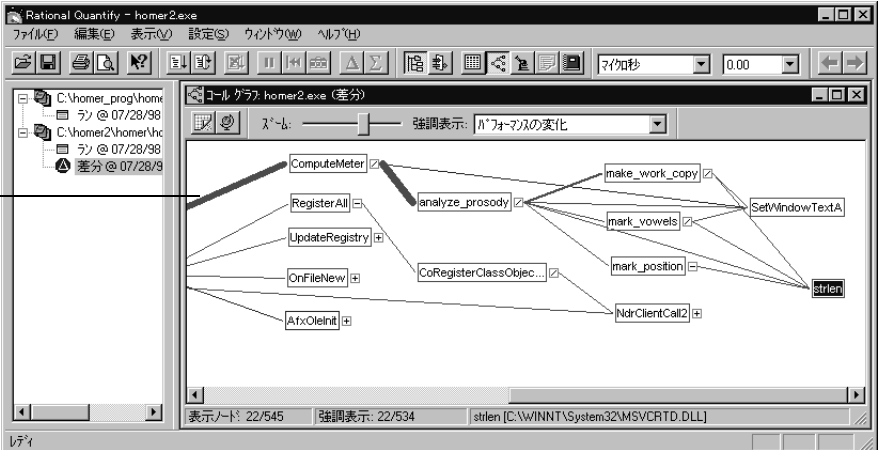 Rational Quantify - homer2.exe
ファイル(F) 編集(E) 表示(V) 設定(S) ウィンドウ(W) ヘルプ(H)
マイクロ秒 0.00
C:\homer_prog\home
ラン @ 07/28/98
C:\homer2\homer\hc
ラン @ 07/28/98
差分 @ 07/28/9
コール グラフ: homer2.exe (差分)
ズーム: 強調表示: パフォーマンスの変化
ComputeMeter
make_work_copy
RegisterAll
analyze_prosody
SetWindowTextA
mark_vowels
UpdateRegistry
mark_position
OnFileNew
CoRegisterClassObjec...
strlen
AfxOleInit
NdrClientCall2
表示ノード: 22/545 強調表示: 22/534 strlen [C:\WINNT\System32\MSVCRTD.DLL]
レディ